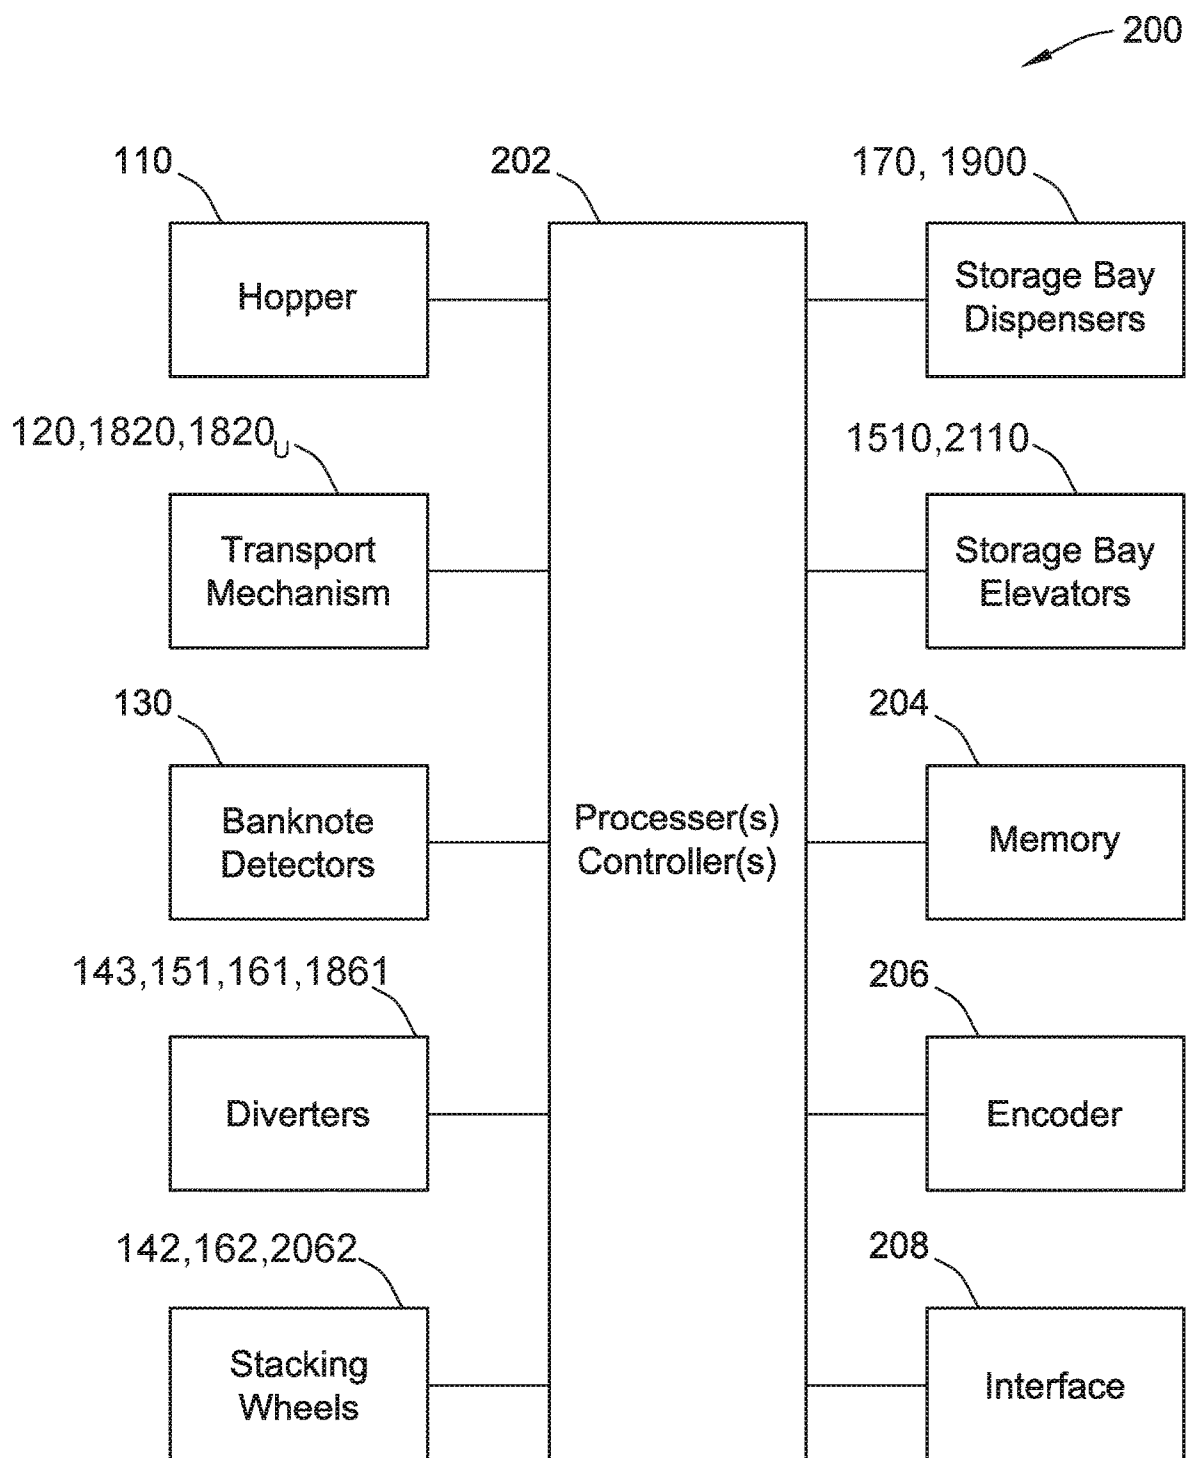 200
110
202
170, 1900
Hopper
Storage Bay
Dispensers
120,1820,1820U
1510,2110
Transport
Mechanism
Storage Bay
Elevators
130
204
Banknote
Detectors
Processer(s)
Controller(s)
Memory
143,151,161,1861
206
Diverters
Encoder
142,162,2062
208
Stacking
Wheels
Interface